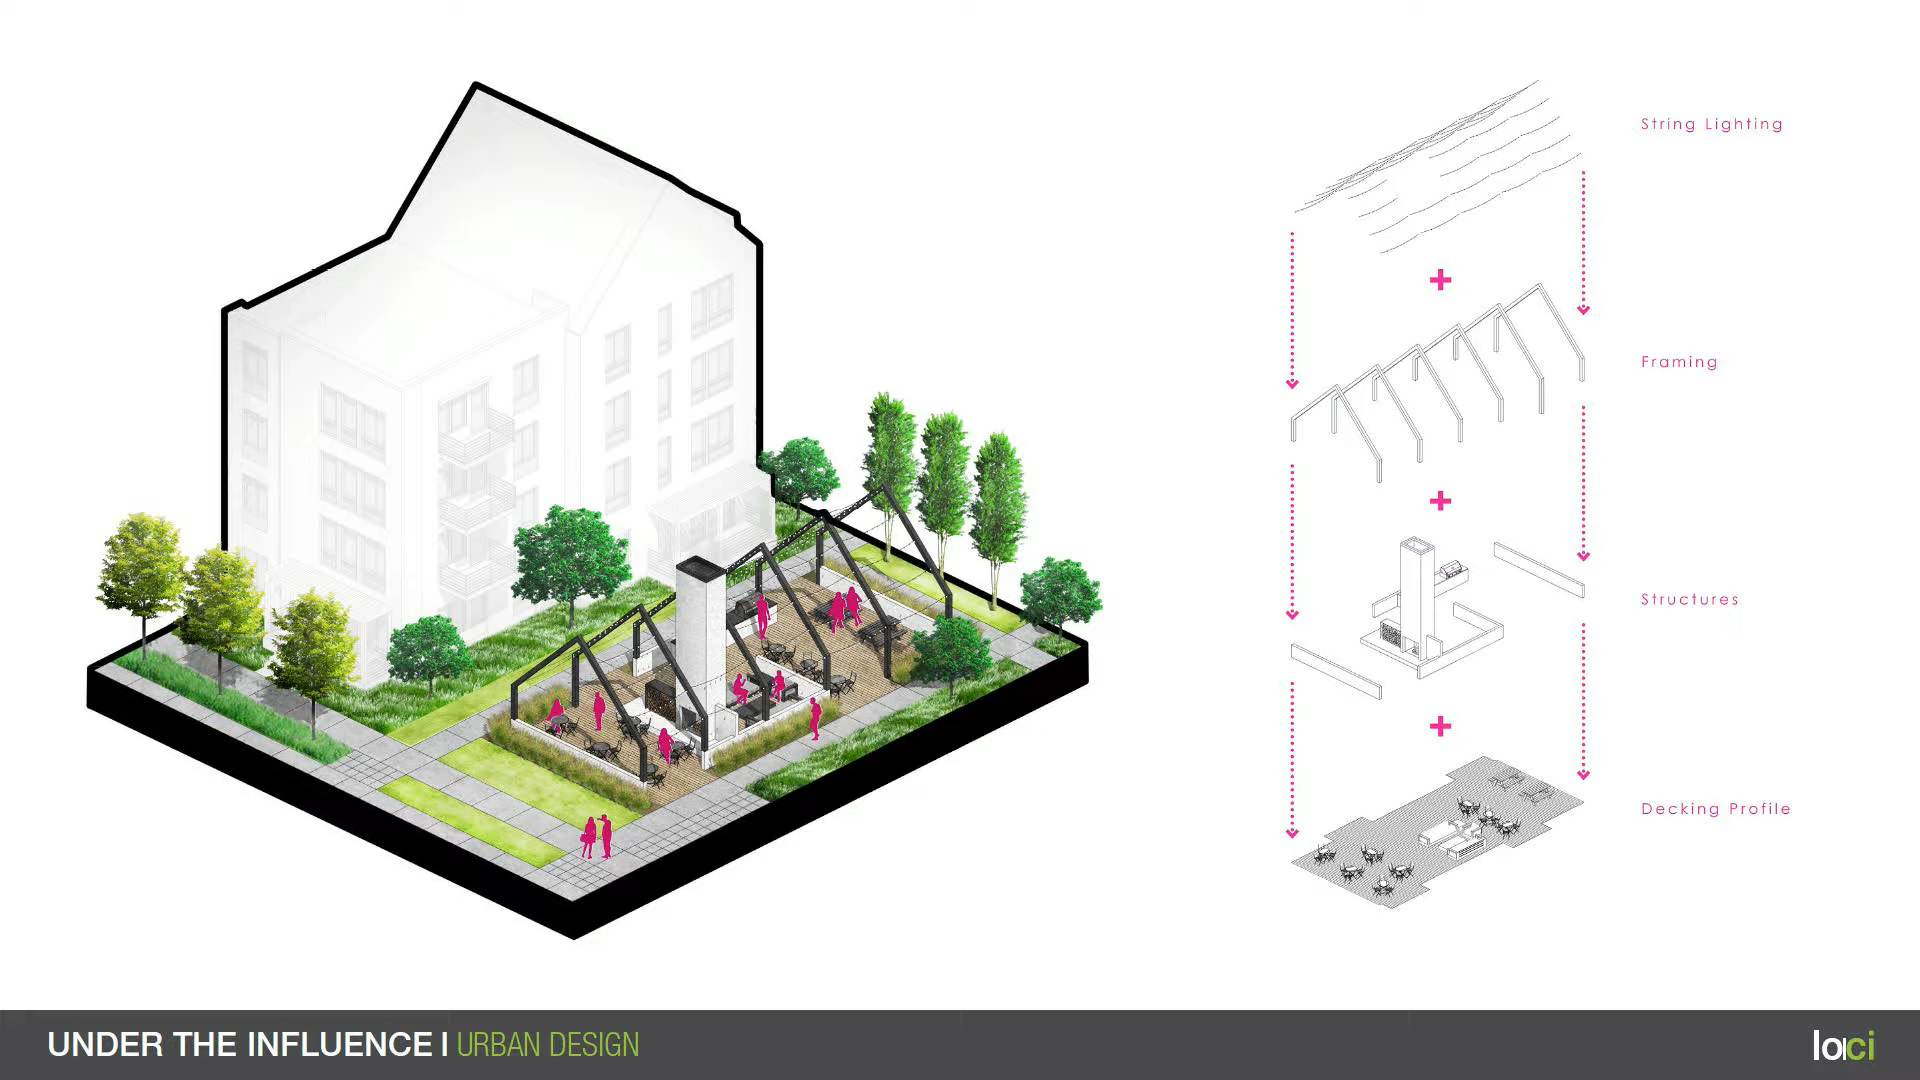 String Lighting
Framing
Structures
Decking Profile
UNDER THE INFLUENCE | URBAN DESIGN
loci